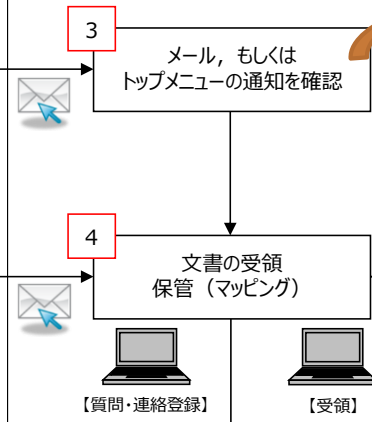 3
メール，もしくは
トップメニューの通知を確認
4
文書の受領
保管（マッピング）
【質問・連絡登録】
【受領】